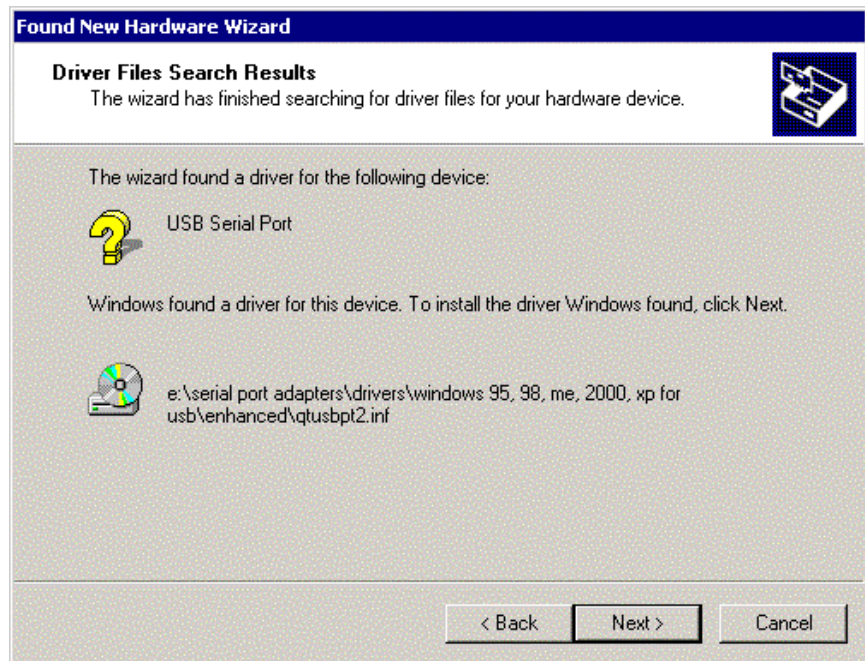 Found New Hardware Wizard
Driver Files Search Results
The wizard has finished searching for driver files for your hardware device.
The wizard found a driver for the following device:
USB Serial Port
Windows found a driver for this device. To install the driver Windows found, click Next.
e:\serial port adapters\drivers\windows 95, 98, me, 2000, xp for
usb\enhanced\qtusbpt2.inf
< Back Next > Cancel